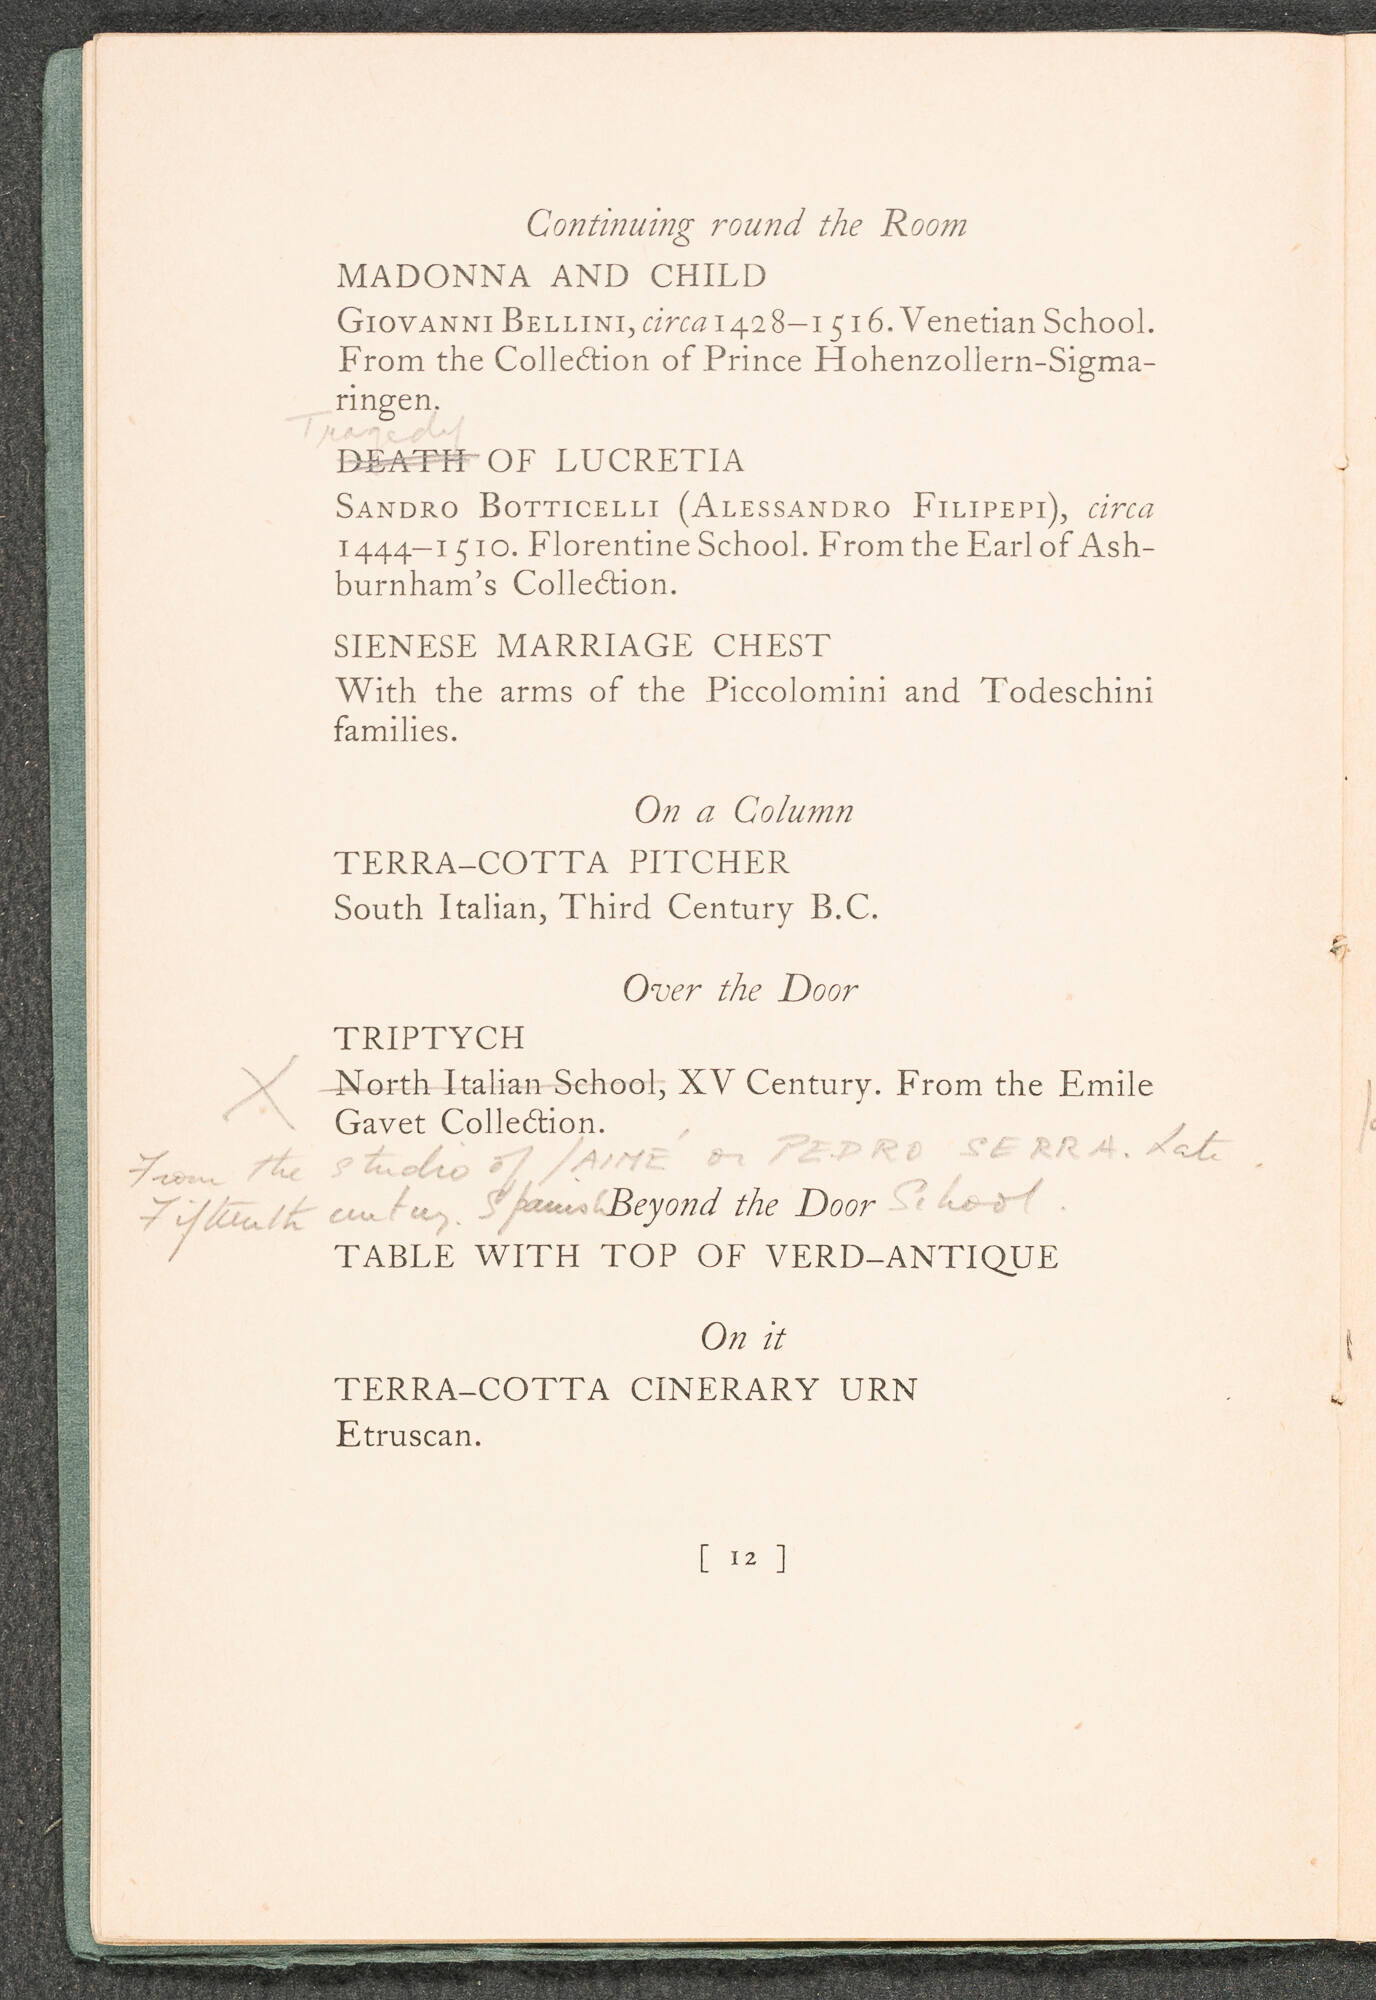 Continuing round the Room
MADONNA AND CHILD
GIOVANNI BELLINI, circa 1428–1516. Venetian School.
From the Collection of Prince Hohenzollern-Sigma-
ringen.
Tragedy
DEATH OF LUCRETIA
SANDRO BOTTICELLI (ALESSANDRO FILIPEPI), circa
1444–1510. Florentine School. From the Earl of Ash-
burnham's Collection.
SIENESE MARRIAGE CHEST
With the arms of the Piccolomini and Todeschini
families.
On a Column
TERRA-COTTA PITCHER
South Italian, Third Century B.C.
Over the Door
TRIPTYCH
X North Italian School, XV Century. From the Emile
Gavet Collection.
From the studio of JAIMÉ or PEDRO SERRA. Late
Fifteenth century. Spanish School.
Beyond the Door
TABLE WITH TOP OF VERD-ANTIQUE
On it
TERRA-COTTA CINERARY URN
Etruscan.
[ 12 ]